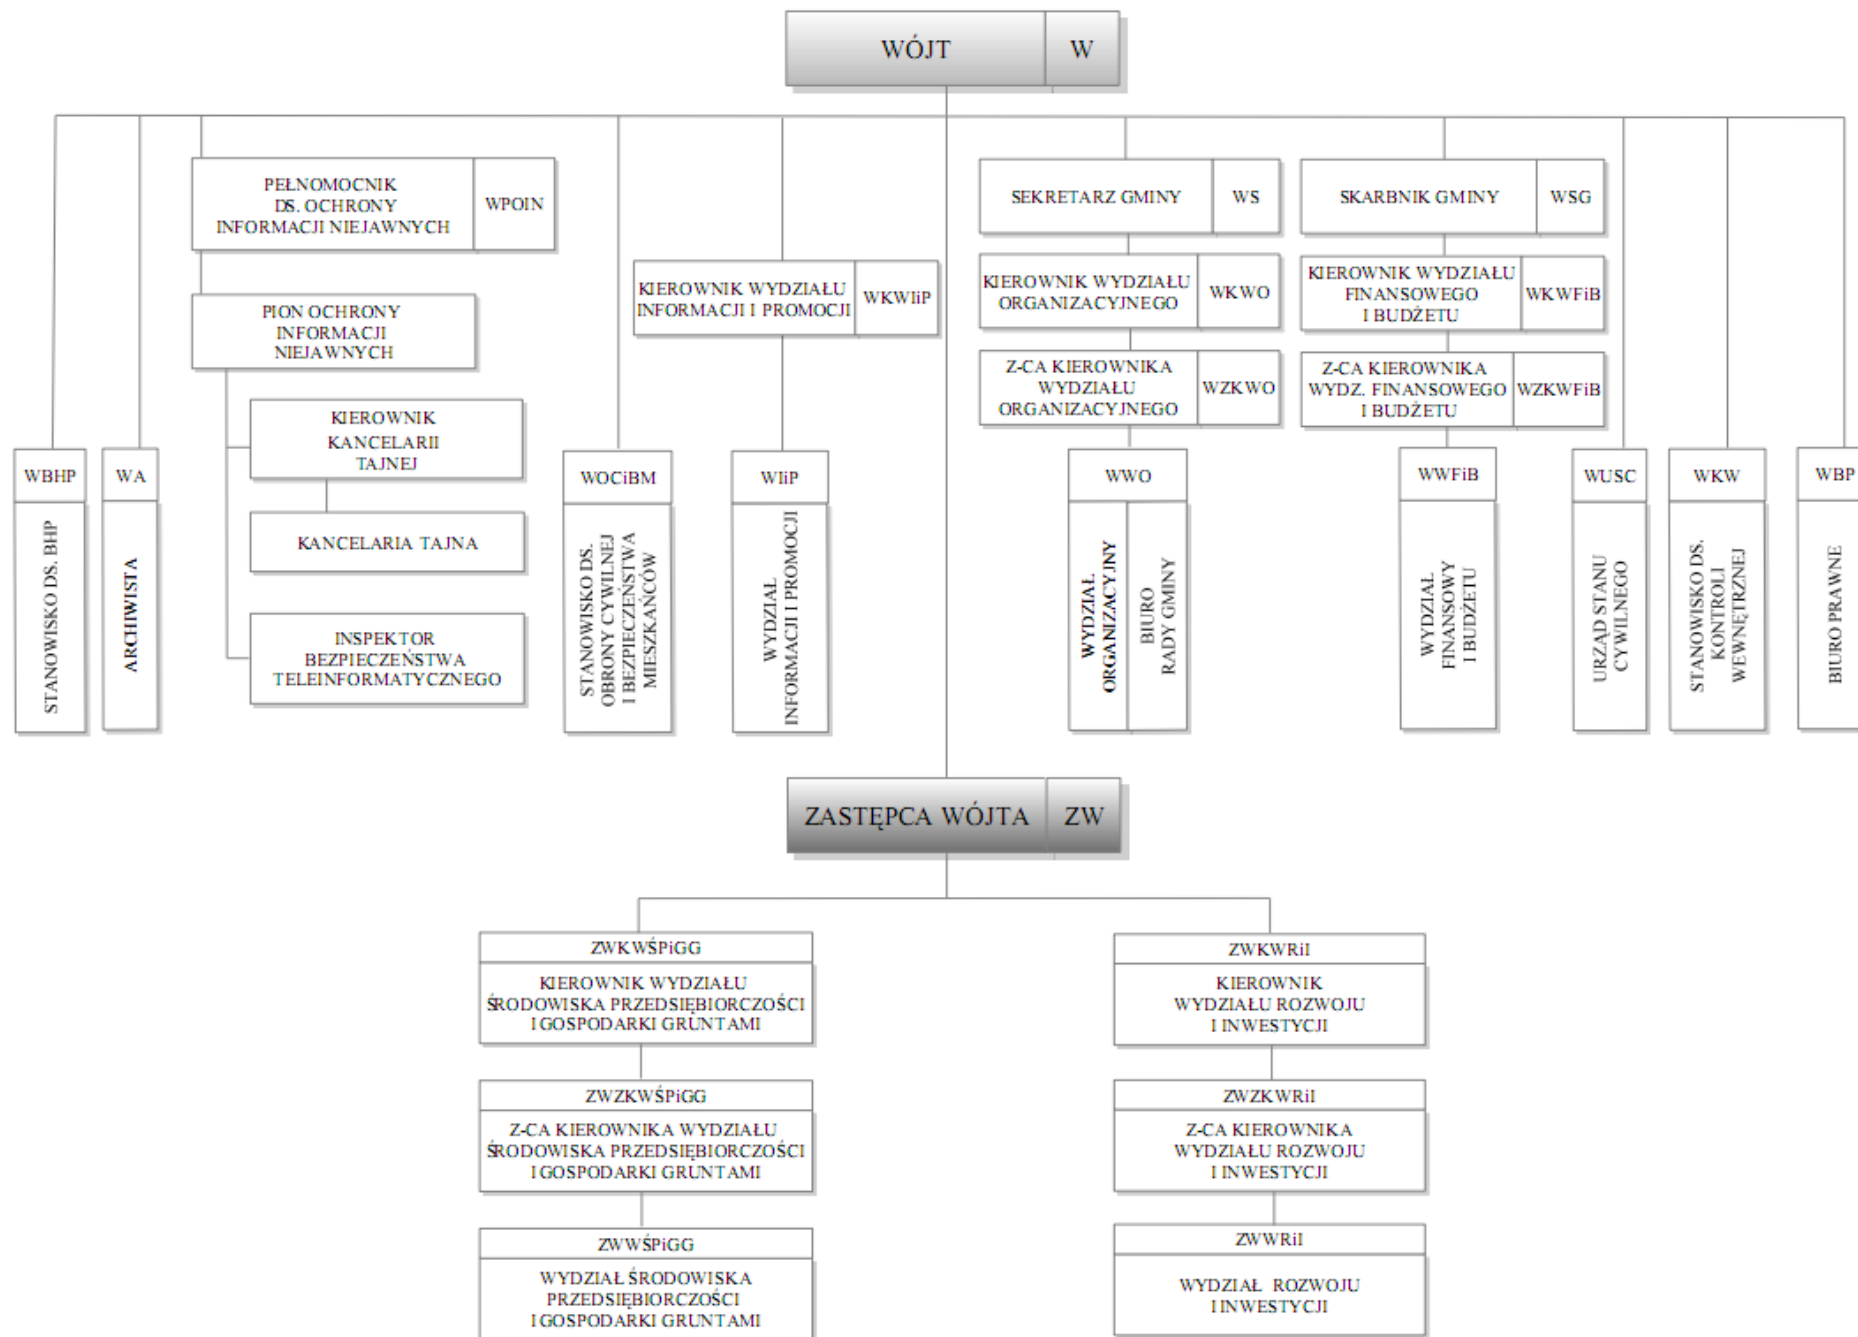 WÓJT W
PEŁNOMOCNIK
DS. OCHRONY
INFORMACJI NIEJAWNYCH
WPOIN
PION OCHRONY
INFORMACJI
NIEJAWNYCH
KIEROWNIK
KANCELARII
TAJNEJ
KANCELARIA TAJNA
INSPEKTOR
BEZPIECZEŃSTWA
TELEINFORMATYCZNEGO
KIEROWNIK WYDZIAŁU
INFORMACJI I PROMOCJI
WKWIiP
SEKRETARZ GMINY WS
KIEROWNIK WYDZIAŁU
ORGANIZACYJNEGO
WKWO
Z-CA KIEROWNIKA
WYDZIAŁU
ORGANIZACYJNEGO
WZKWO
SKARBNIK GMINY WSG
KIEROWNIK WYDZIAŁU
FINANSOWEGO
I BUDŻETU
WKWFiB
Z-CA KIEROWNIKA
WYDZ. FINANSOWEGO
I BUDŻETU
WZKWFiB
WBHP
STANOWISKO DS. BHP
WA
ARCHIWISTA
WOCiBM
STANOWISKO DS.
OBRONY CYWILNEJ
I BEZPIECZEŃSTWA
MIESZKAŃCÓW
WIiP
WYDZIAŁ
INFORMACJI I PROMOCJI
WWO
WYDZIAŁ
ORGANIZACYJNY
BIURO
RADY GMINY
WWFiB
WYDZIAŁ
FINANSOWY
I BUDŻETU
WUSC
URZĄD STANU
CYWILNEGO
WKW
STANOWISKO DS.
KONTROLI
WEWNĘTRZNEJ
WBP
BIURO PRAWNE
ZASTĘPCA WÓJTA ZW
ZWKWŚPiGG
KIEROWNIK WYDZIAŁU
ŚRODOWISKA PRZEDSIĘBIORCZOŚCI
I GOSPODARKI GRUNTAMI
ZWZKWŚPiGG
Z-CA KIEROWNIKA WYDZIAŁU
ŚRODOWISKA PRZEDSIĘBIORCZOŚCI
I GOSPODARKI GRUNTAMI
ZWWŚPiGG
WYDZIAŁ ŚRODOWISKA
PRZEDSIĘBIORCZOŚCI
I GOSPODARKI GRUNTAMI
ZWKWRiI
KIEROWNIK
WYDZIAŁU ROZWOJU
I INWESTYCJI
ZWZKWRiI
Z-CA KIEROWNIKA
WYDZIAŁU ROZWOJU
I INWESTYCJI
ZWWRiI
WYDZIAŁ ROZWOJU
I INWESTYCJI